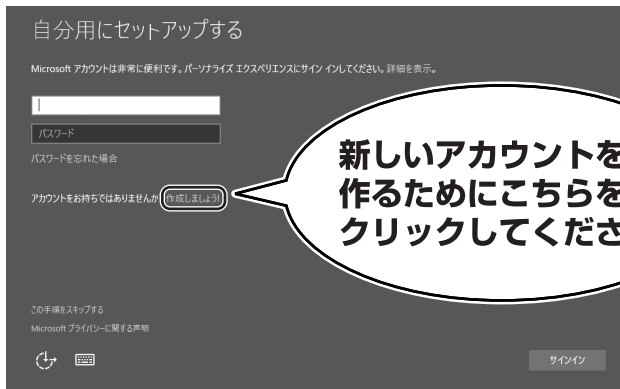 自分用にセットアップする
Microsoft アカウントは非常に便利です。パーソナライズ エクスペリエンスにサイン インしてください。詳細を表示。
パスワード
パスワードを忘れた場合
アカウントをお持ちではありませんか 作成しましょう!
新しいアカウントを
作るためにこちらを
クリックしてくださ
この手順をスキップする
Microsoft プライバシーに関する声明
サインイン